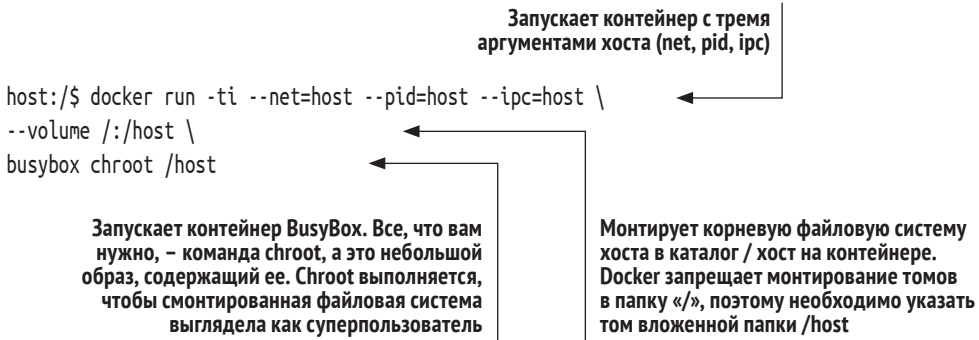 Запускает контейнер с тремя
аргументами хоста (net, pid, ipc)
host:/$ docker run -ti --net=host --pid=host --ipc=host \
--volume /:/host \
busybox chroot /host
Запускает контейнер BusyBox. Все, что вам
нужно, – команда chroot, а это небольшой
образ, содержащий ее. Chroot выполняется,
чтобы смонтированная файловая система
выглядела как суперпользователь
Монтирует корневую файловую систему
хоста в каталог / хост на контейнере.
Docker запрещает монтирование томов
в папку «/», поэтому необходимо указать
том вложенной папки /host